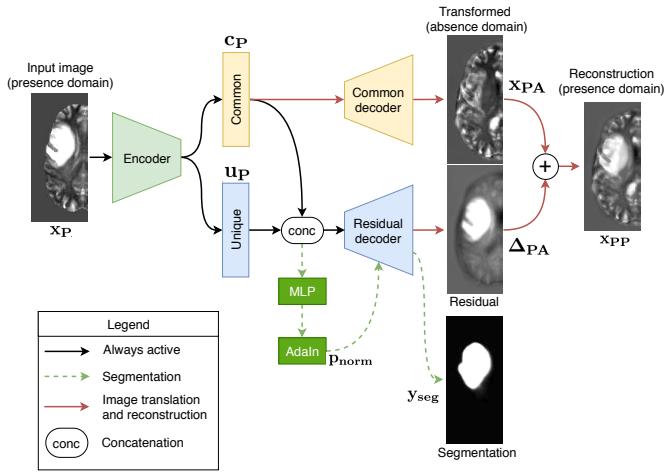 Input image
(presence domain)
x_P.
Encoder
c_P
Common
u_P
Unique
conc
MLP
AdaIn
p_norm
Common
decoder
Residual
decoder
Transformed
(absence domain)
x_PA
Δ_PA
Residual
y_seg
Segmentation
+
Reconstruction
(presence domain)
x_PP
Legend
Always active
Segmentation
Image translation
and reconstruction
conc
Concatenation